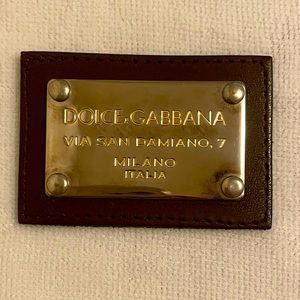 DOLCE&GABBANA
VIA SAN DAMIANO, 7
MILANO
ITALIA